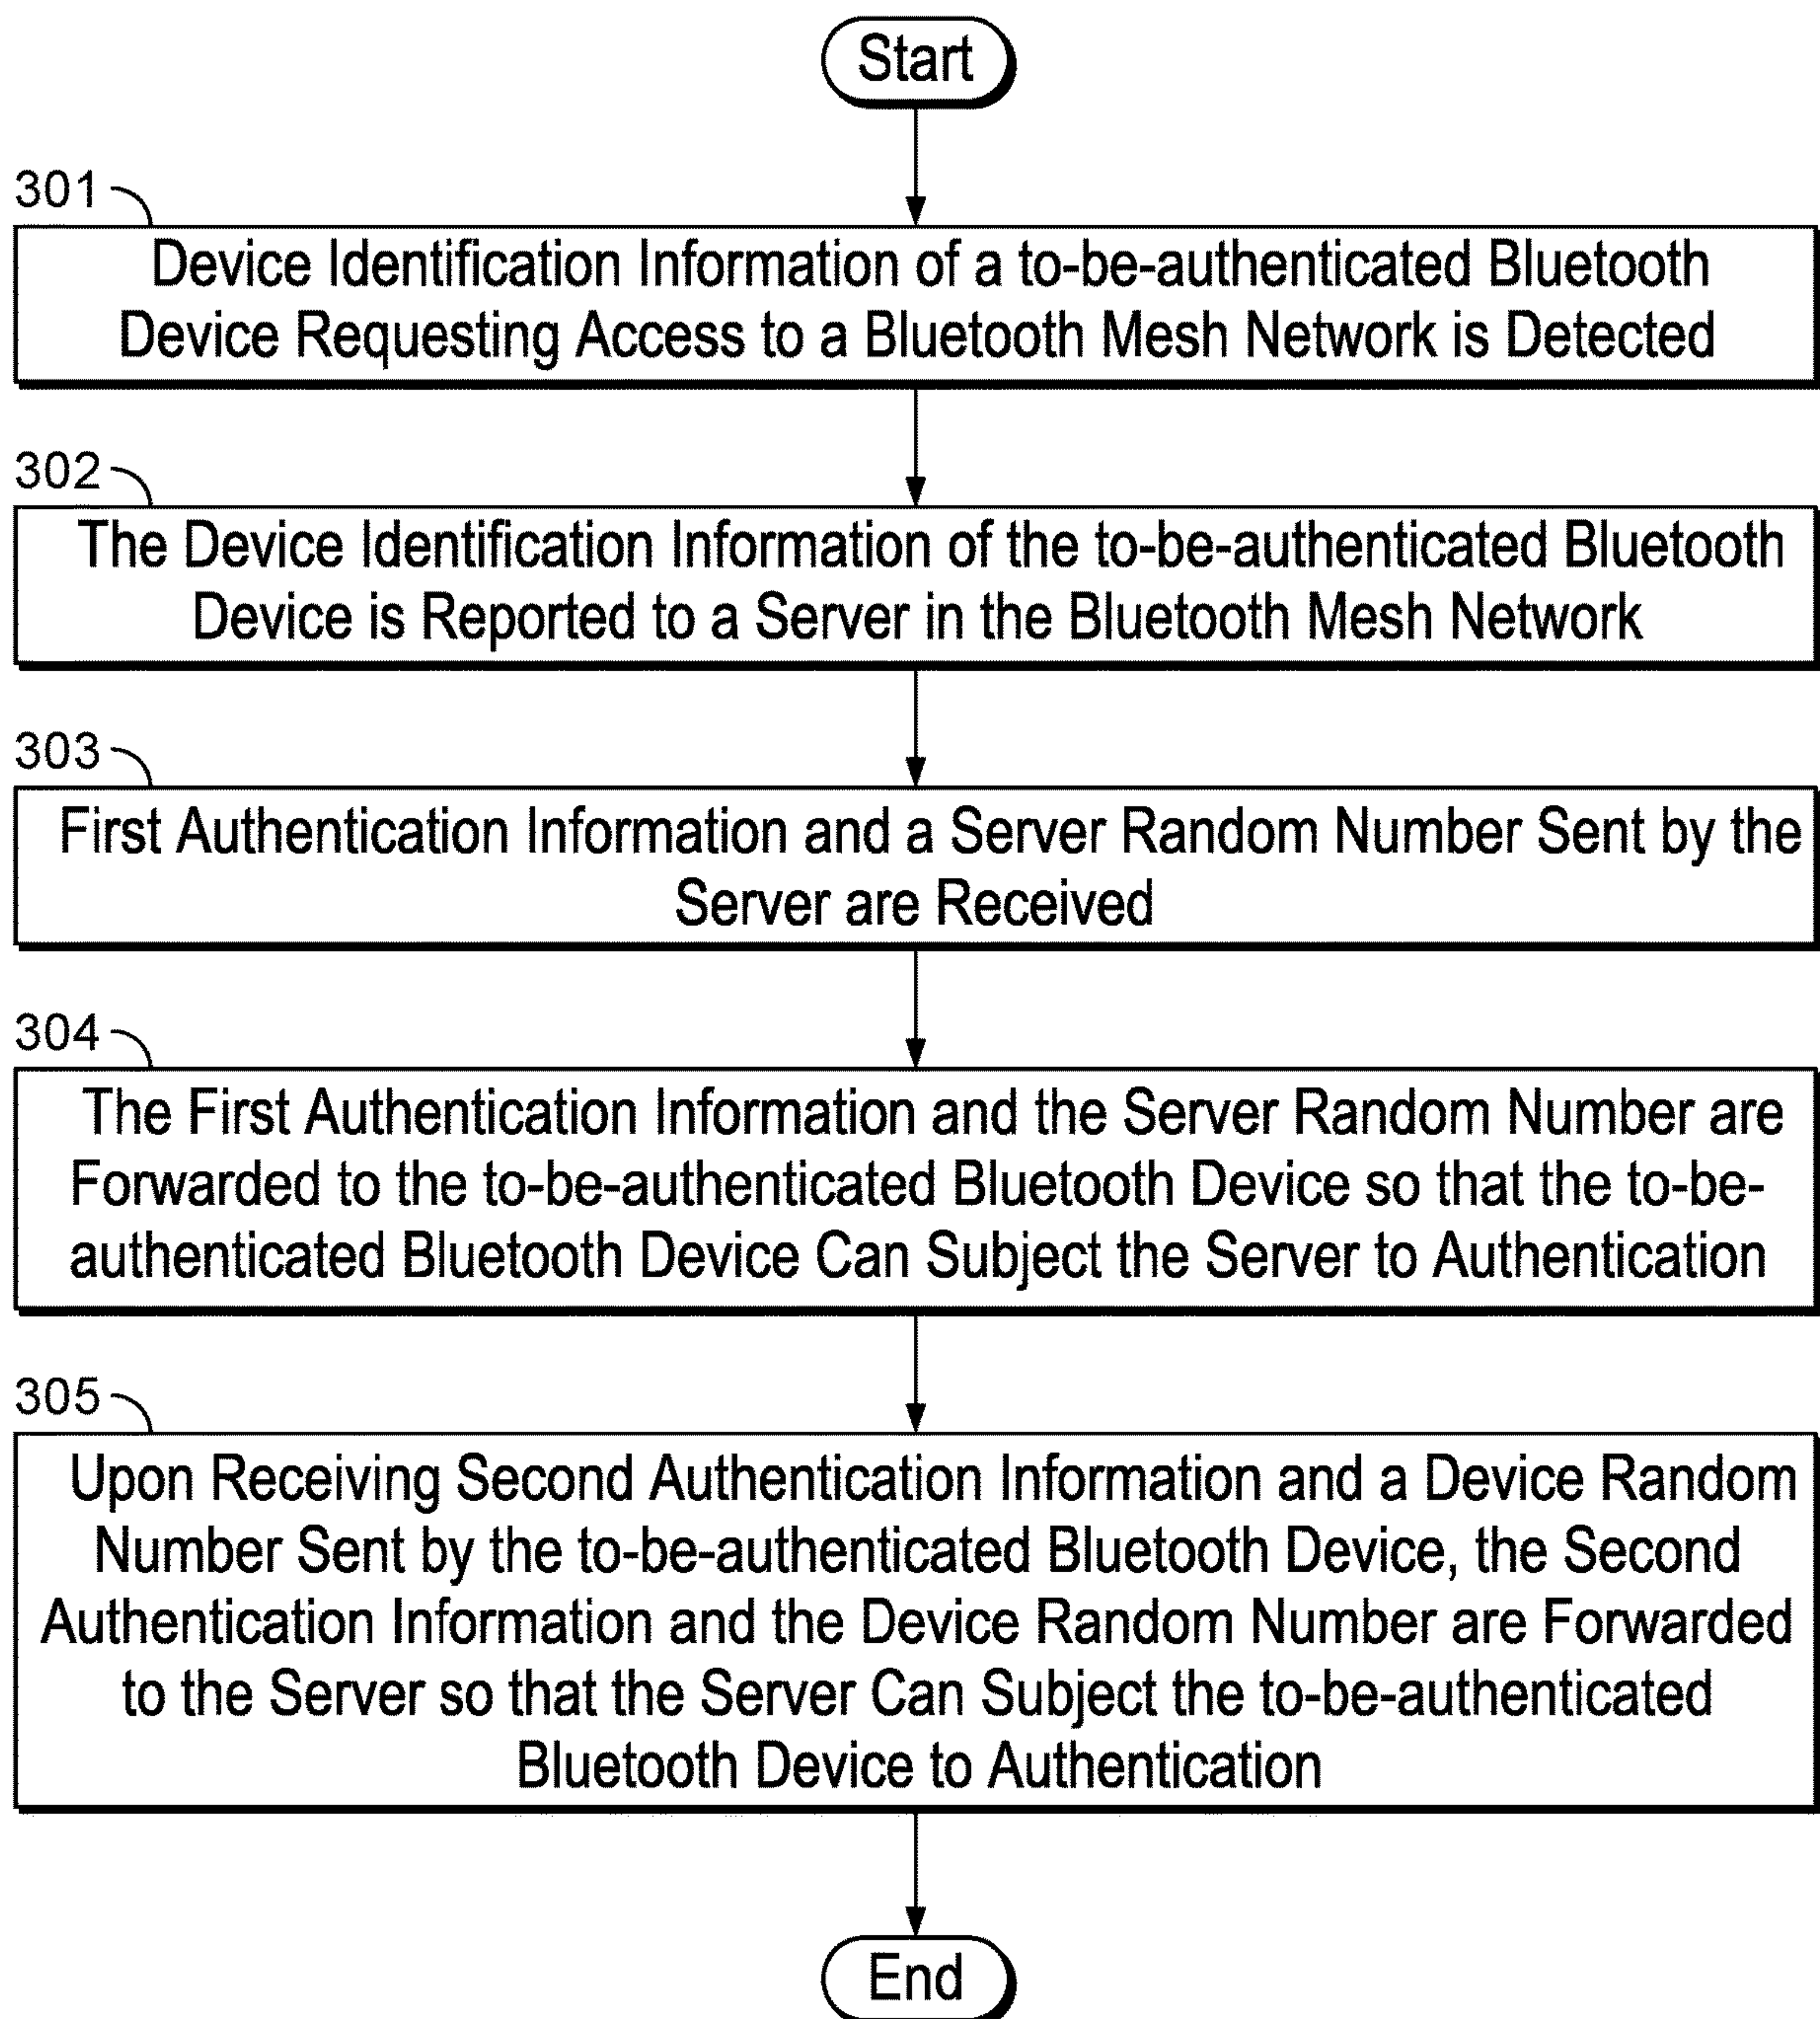 Start
301
Device Identification Information of a to-be-authenticated Bluetooth
Device Requesting Access to a Bluetooth Mesh Network is Detected
302
The Device Identification Information of the to-be-authenticated Bluetooth
Device is Reported to a Server in the Bluetooth Mesh Network
303
First Authentication Information and a Server Random Number Sent by the
Server are Received
304
The First Authentication Information and the Server Random Number are
Forwarded to the to-be-authenticated Bluetooth Device so that the to-be-
authenticated Bluetooth Device Can Subject the Server to Authentication
305
Upon Receiving Second Authentication Information and a Device Random
Number Sent by the to-be-authenticated Bluetooth Device, the Second
Authentication Information and the Device Random Number are Forwarded
to the Server so that the Server Can Subject the to-be-authenticated
Bluetooth Device to Authentication
End